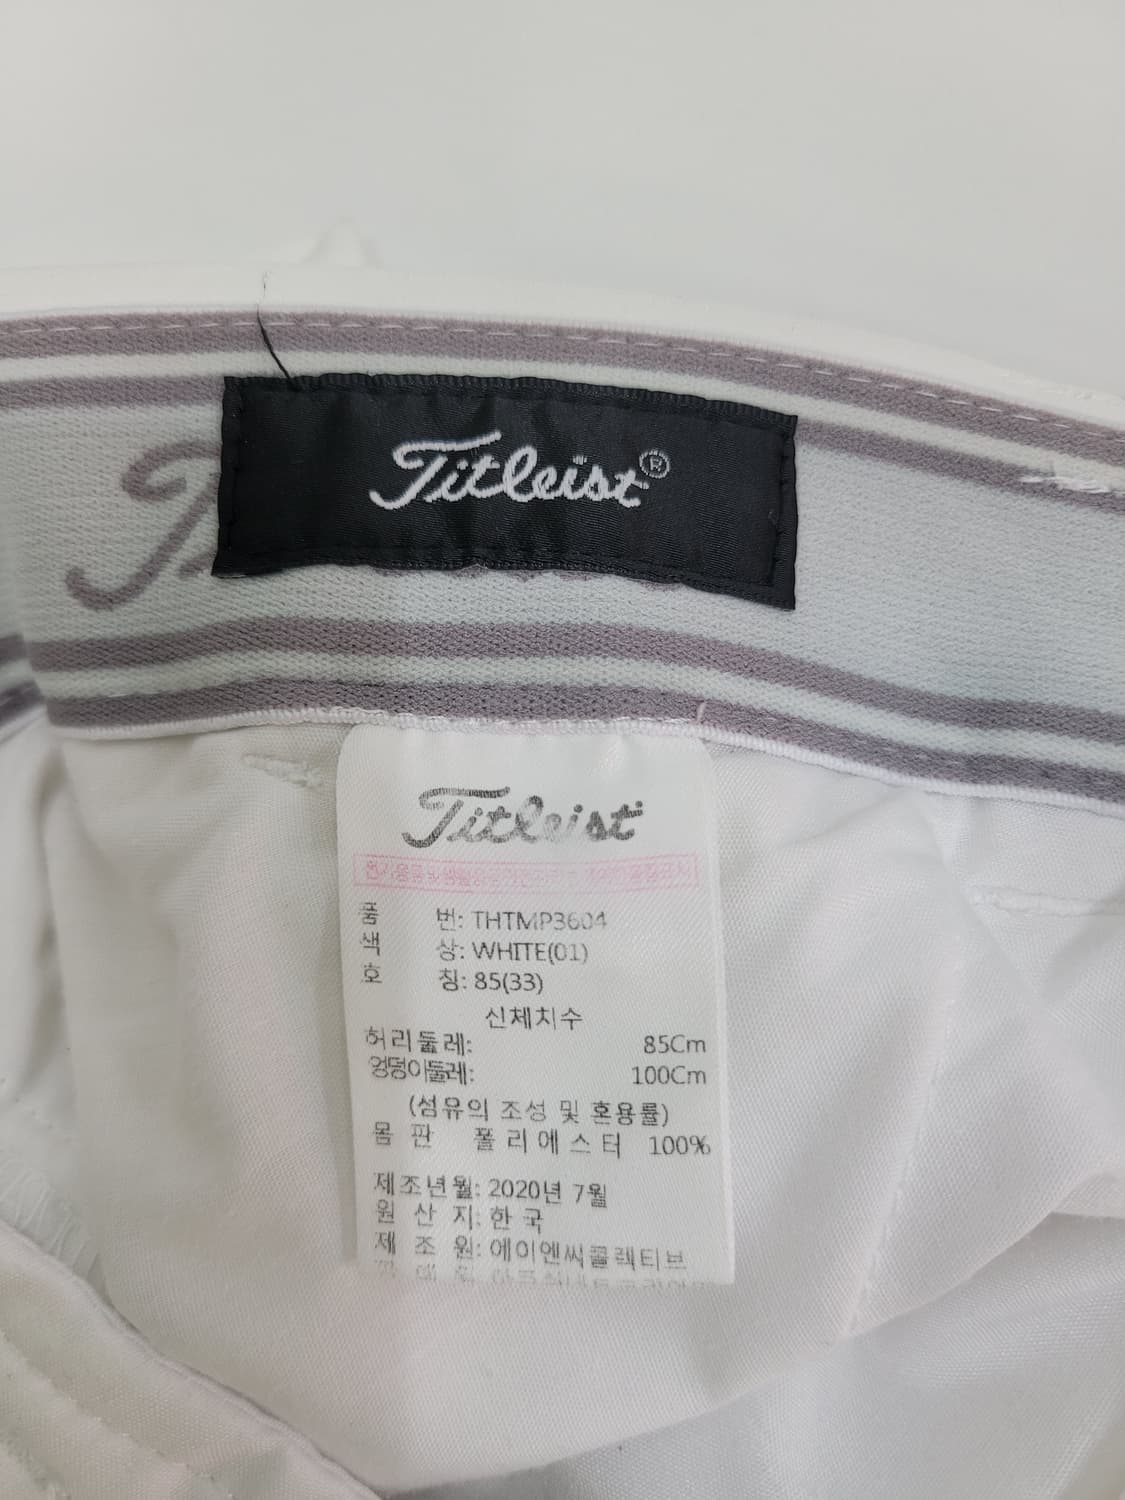 Titleist®
Titleist
품 번: THTMP3604
색 상: WHITE(01)
호 칭: 85(33)
신체치수
허리둘레: 85Cm
엉덩이둘레: 100Cm
(섬유의 조성 및 혼용률)
몸 판 폴리에스터 100%
제조년월: 2020년 7월
원 산 지: 한 국
제 조 원: 에이앤씨콜렉티브